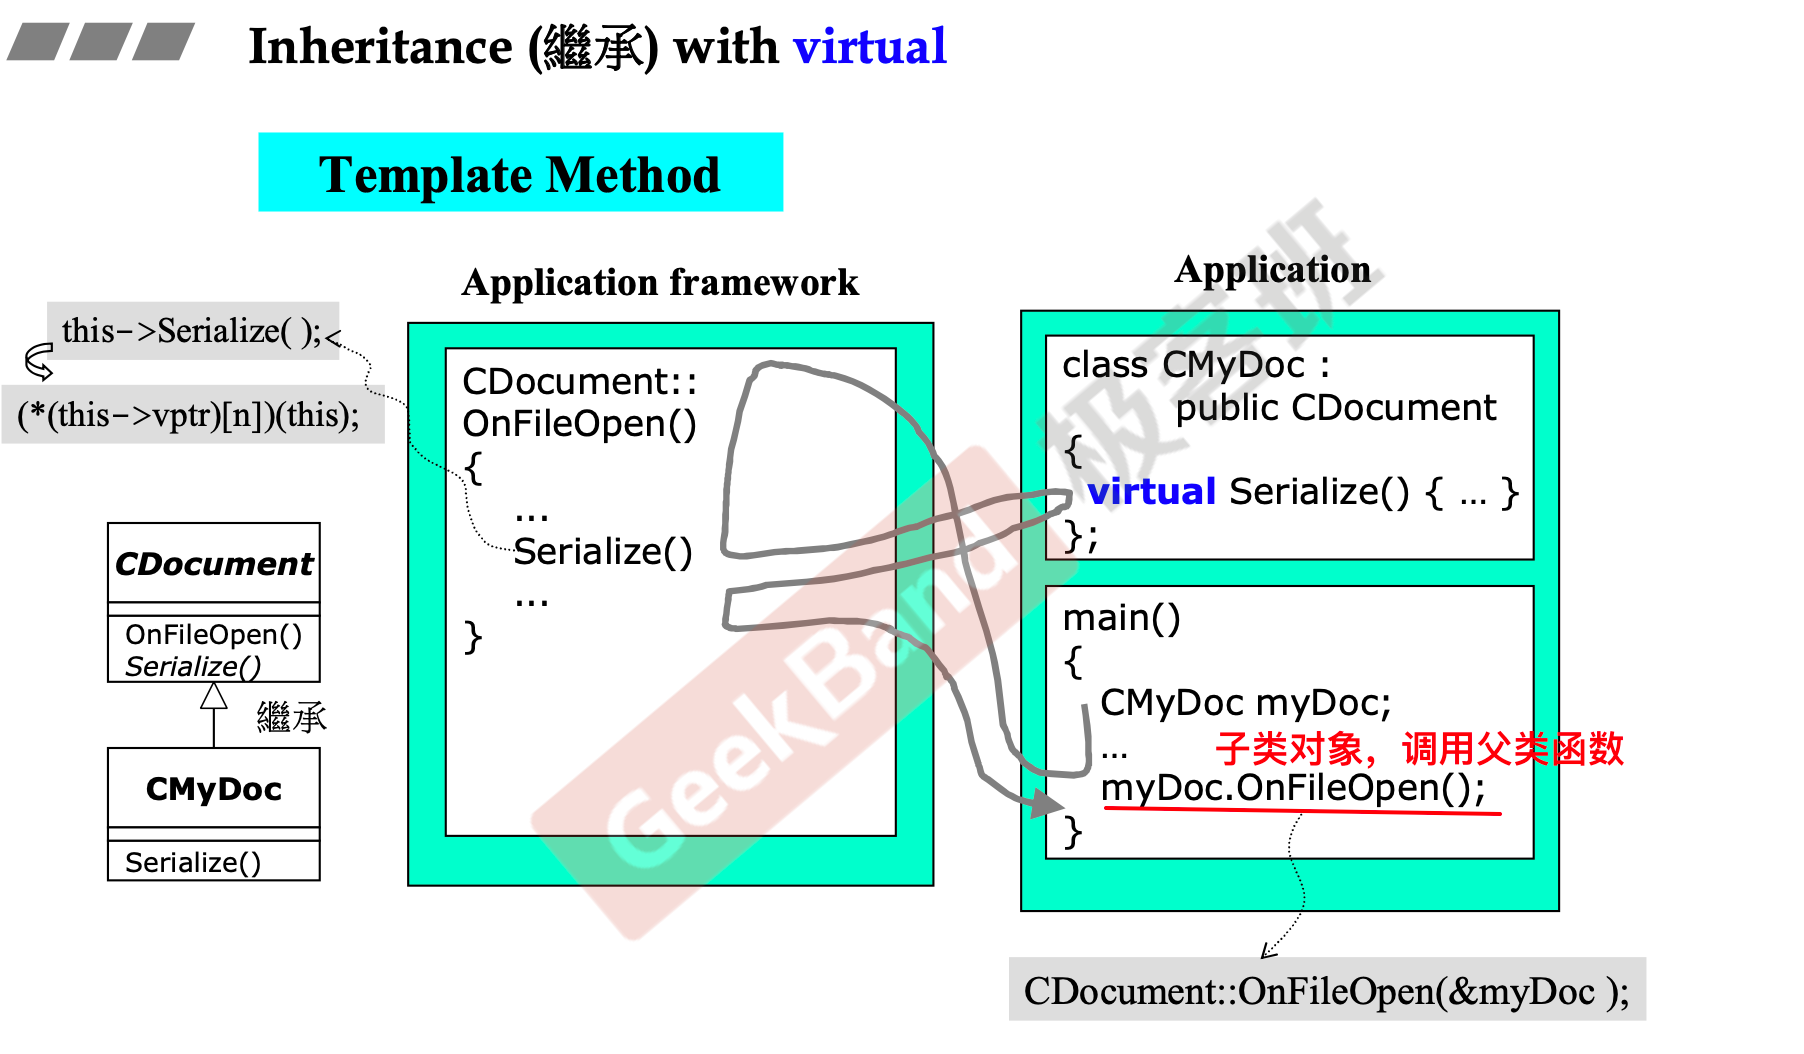 Inheritance (繼承) with virtual
Template Method
Application framework
Application
this->Serialize( );
(*(this->vptr)[n])(this);
CDocument::
OnFileOpen()
{
...
Serialize()
...
}
class CMyDoc :
public CDocument
{
virtual Serialize() { ... }
};
main()
{
CMyDoc myDoc;
...
子类对象，调用父类函数
myDoc.OnFileOpen();
}
CDocument
OnFileOpen()
Serialize()
繼承
CMyDoc
Serialize()
CDocument::OnFileOpen(&myDoc );
GeekBand
极客班